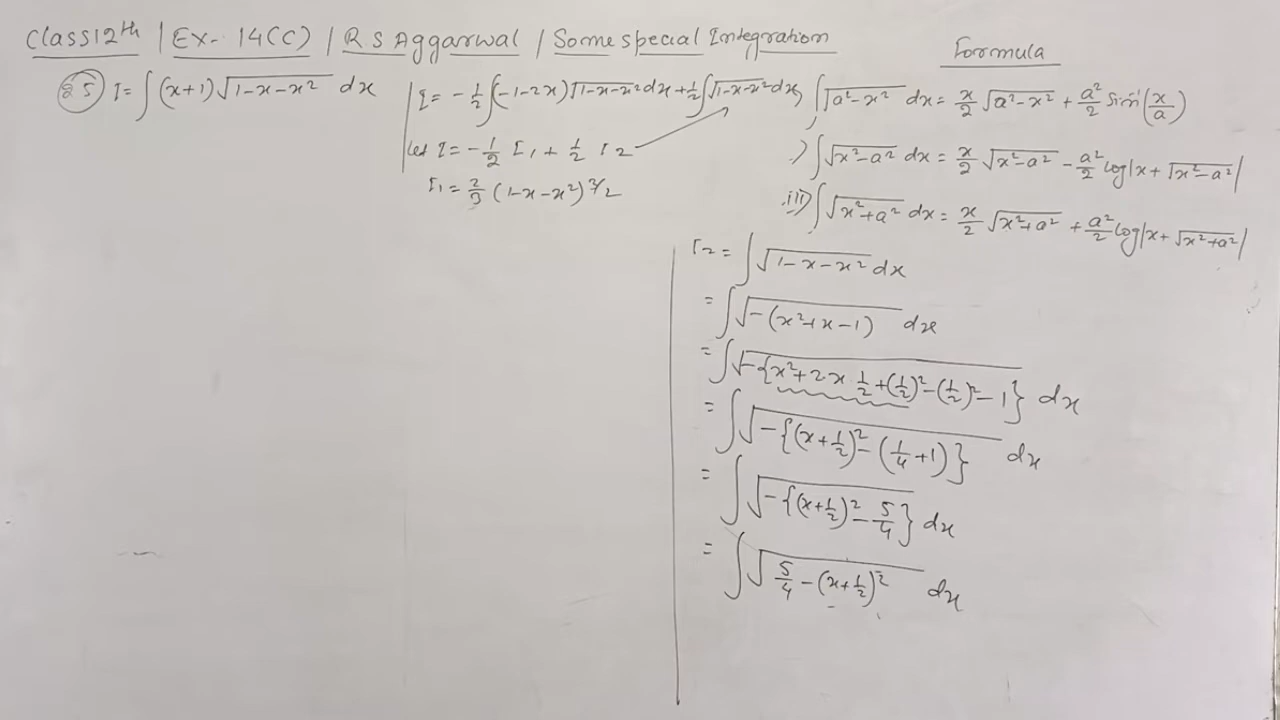 Class 12th | Ex- 14(C) | R S Aggarwal | Some special Integration
Formula
25 I = ∫(x+1)√(1-x-x²) dx
I = -1/2 ∫(-1-2x)√(1-x-x²) dx + 1/2 ∫√(1-x-x²) dx
Let I = -1/2 I₁ + 1/2 I₂
I₁ = 2/3 (1-x-x²)^3/2
i) ∫√(a²-x²) dx = x/2 √(a²-x²) + a²/2 sin⁻¹(x/a)
) ∫√(x²-a²) dx = x/2 √(x²-a²) - a²/2 log|x + √(x²-a²)|
iii) ∫√(x²+a²) dx = x/2 √(x²+a²) + a²/2 log|x + √(x²+a²)|
I₂ = ∫√(1-x-x²) dx
= ∫√(-(x²+x-1)) dx
= ∫√(-{x²+2x.1/2+(1/2)²-(1/2)²-1}) dx
= ∫√(-{(x+1/2)²-(1/4+1)}) dx
= ∫√(-{(x+1/2)²-5/4}) dx
= ∫√(5/4-(x+1/2)²) dx